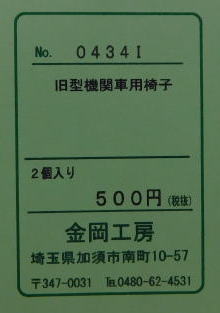 No. 04341
旧型機関車用椅子
2個入り
500円(税抜)
金岡工房
埼玉県加須市南町10-57
〒347-0031 ℡0480-62-4531